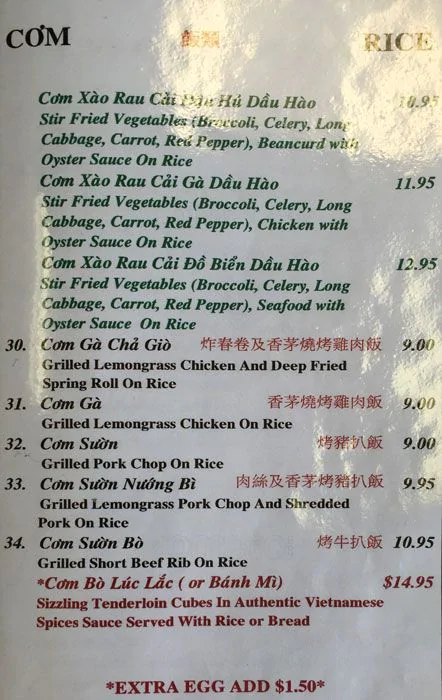 CƠM 飯類 RICE
Cơm Xào Rau Cải Đậu Hủ Dầu Hào 10.95
Stir Fried Vegetables (Broccoli, Celery, Long
Cabbage, Carrot, Red Pepper), Beancurd with
Oyster Sauce On Rice
Cơm Xào Rau Cải Gà Dầu Hào 11.95
Stir Fried Vegetables (Broccoli, Celery, Long
Cabbage, Carrot, Red Pepper), Chicken with
Oyster Sauce On Rice
Cơm Xào Rau Cải Đồ Biển Dầu Hào 12.95
Stir Fried Vegetables (Broccoli, Celery, Long
Cabbage, Carrot, Red Pepper), Seafood with
Oyster Sauce On Rice
30. Cơm Gà Chả Giò 炸春卷及香茅燒烤雞肉飯 9.00
Grilled Lemongrass Chicken And Deep Fried
Spring Roll On Rice
31. Cơm Gà 香茅燒烤雞肉飯 9.00
Grilled Lemongrass Chicken On Rice
32. Cơm Sườn 烤豬扒飯 9.00
Grilled Pork Chop On Rice
33. Cơm Sườn Nướng Bì 肉絲及香茅烤豬扒飯 9.95
Grilled Lemongrass Pork Chop And Shredded
Pork On Rice
34. Cơm Sườn Bò 烤牛扒飯 10.95
Grilled Short Beef Rib On Rice
*Cơm Bò Lúc Lắc ( or Bánh Mì) $14.95
Sizzling Tenderloin Cubes In Authentic Vietnamese
Spices Sauce Served With Rice or Bread
*EXTRA EGG ADD $1.50*